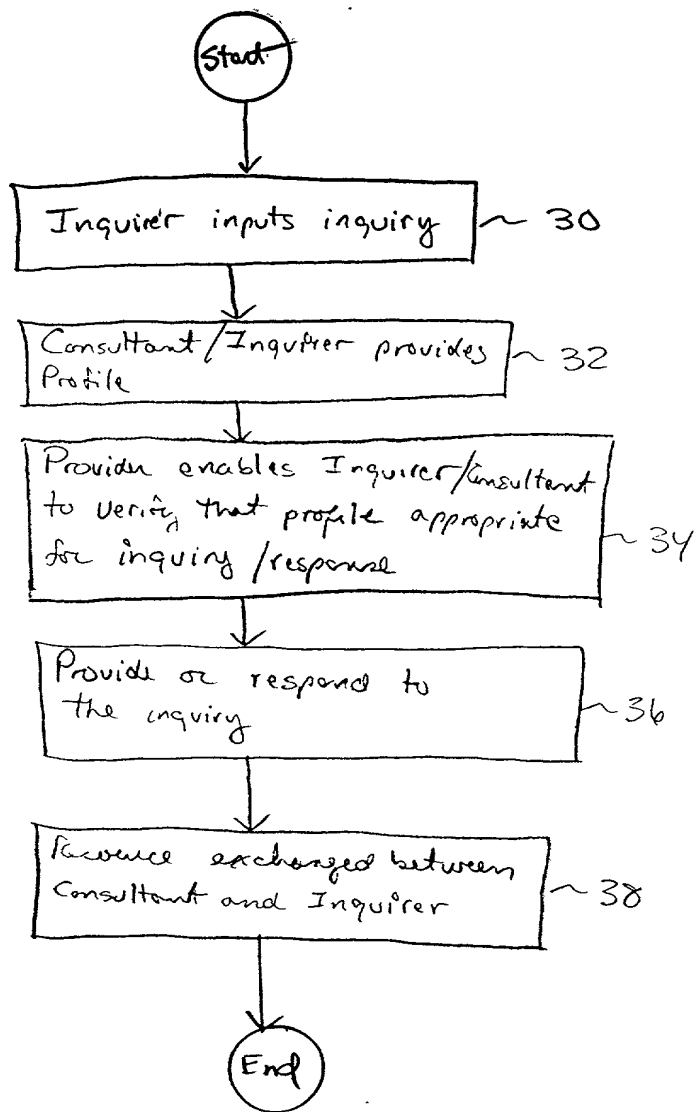 Start
Inquirer inputs inquiry
30
Consultant/Inquirer provides
Profile
32
Provider enables Inquirer/Consultant
to verify that profile appropriate
for inquiry/response
34
Provide or respond to
the inquiry
36
exchanged between
Consultant and Inquirer
38
End